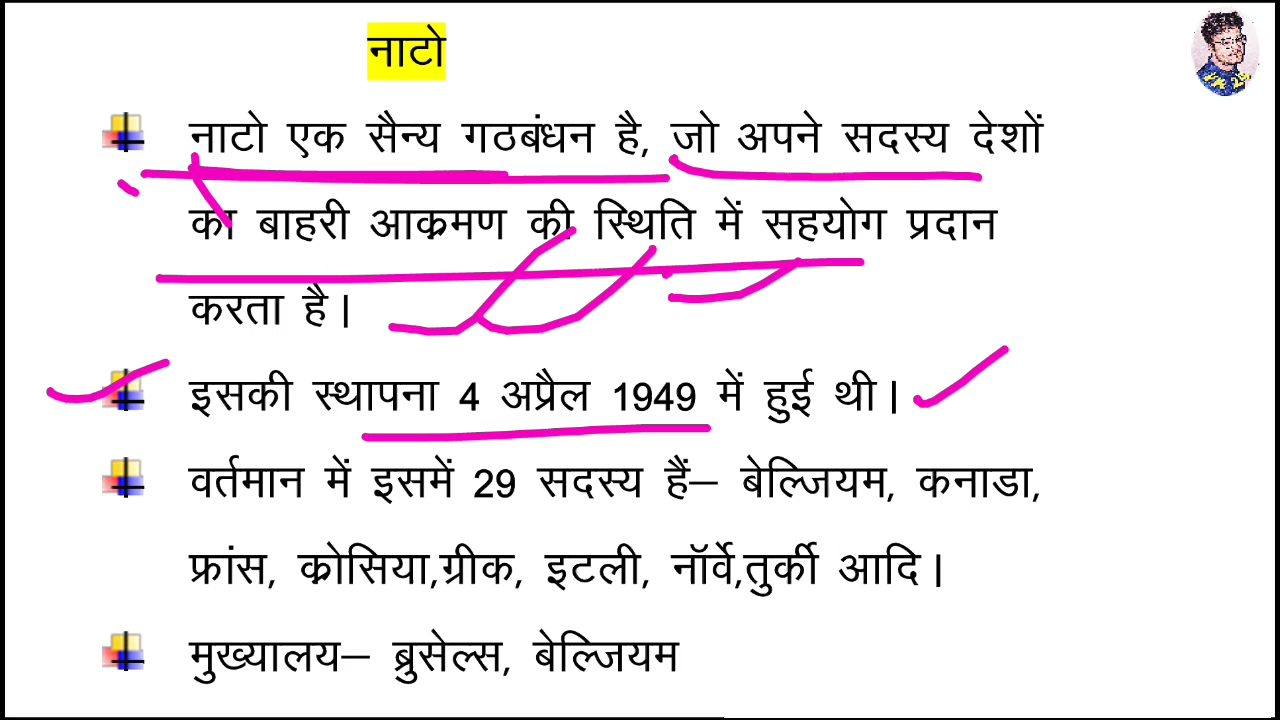 नाटो
नाटो एक सैन्य गठबंधन है, जो अपने सदस्य देशों
का बाहरी आक्रमण की स्थिति में सहयोग प्रदान
करता है।
इसकी स्थापना 4 अप्रैल 1949 में हुई थी।
वर्तमान में इसमें 29 सदस्य हैं– बेल्जियम, कनाडा,
फ्रांस, क्रोसिया,ग्रीक, इटली, नॉर्वे,तुर्की आदि।
मुख्यालय– ब्रुसेल्स, बेल्जियम